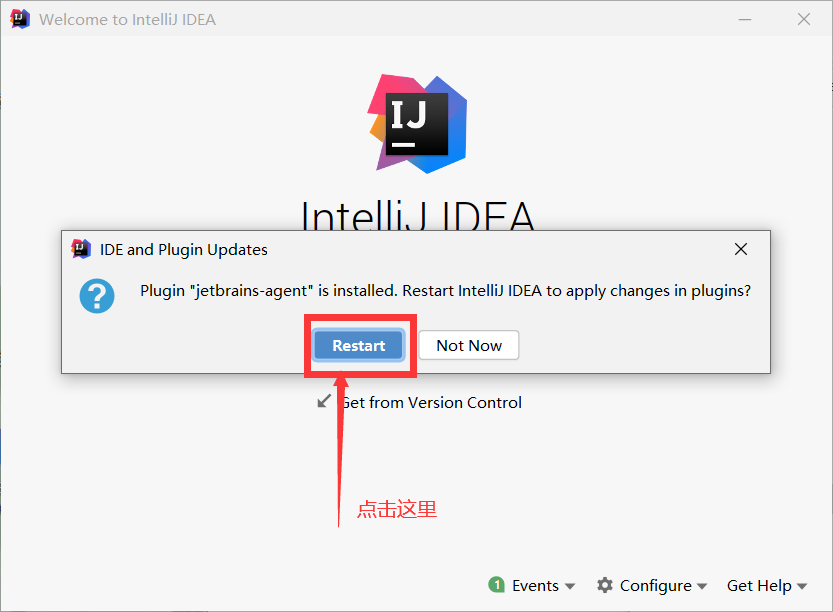 Welcome to IntelliJ IDEA
IJ
IntelliJ IDEA
IDE and Plugin Updates
Plugin "jetbrains-agent" is installed. Restart IntelliJ IDEA to apply changes in plugins?
Restart
Not Now
Get from Version Control
点击这里
1 Events
Configure
Get Help